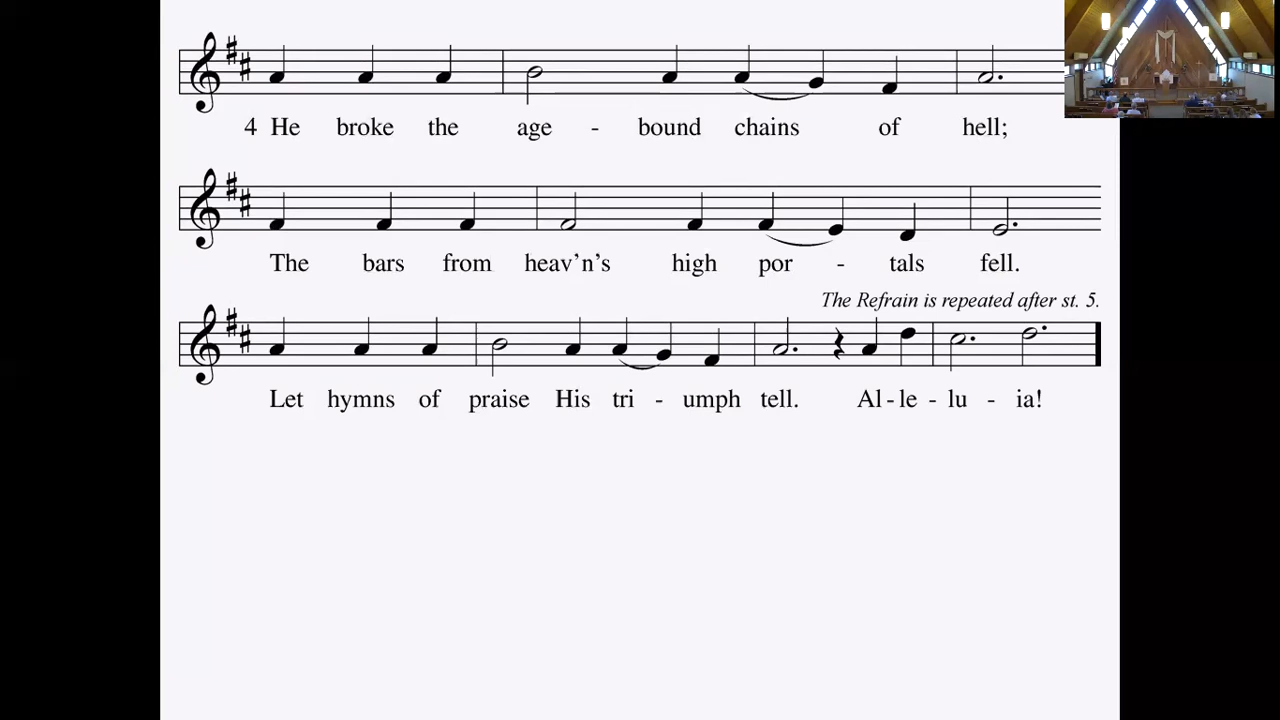 4 He broke the age - bound chains of hell;
The bars from heav'n's high por - tals fell.
The Refrain is repeated after st. 5.
Let hymns of praise His tri - umph tell. Al - le - lu - ia!